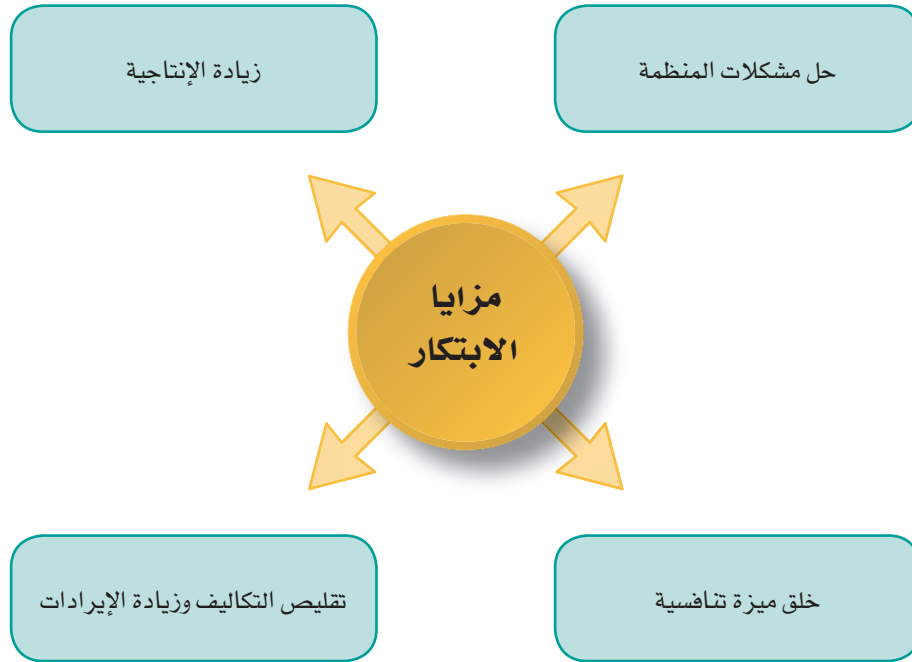 حل مشكلات المنظمة
زيادة الإنتاجية
مزايا
الابتكار
خلق ميزة تنافسية
تقليص التكاليف وزيادة الإيرادات